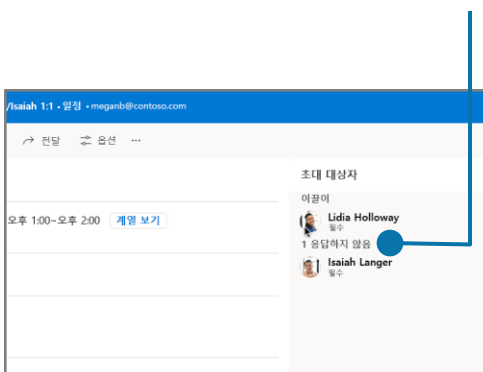 /Isaiah 1:1 • 일정 • meganb@contoso.com
전달 옵션 ...
초대 대상자
이끌이
Lidia Holloway
필수
오후 1:00~오후 2:00 계열 보기
1 응답하지 않음
Isaiah Langer
필수